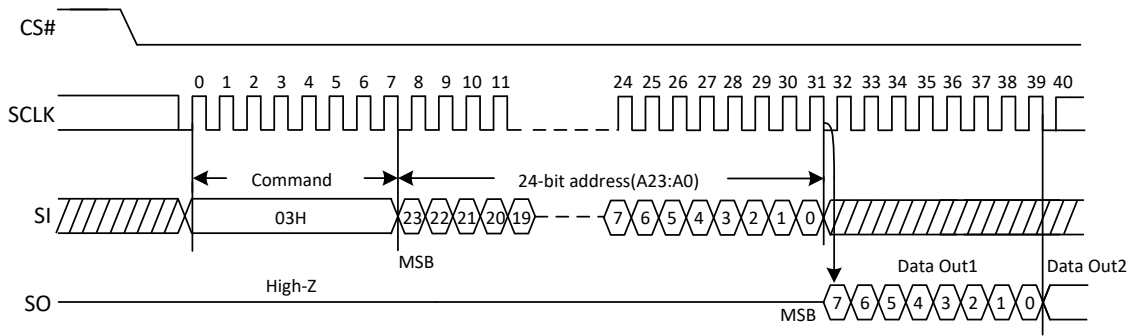 CS#
0 1 2 3 4 5 6 7 8 9 10 11 24 25 26 27 28 29 30 31 32 33 34 35 36 37 38 39 40
SCLK
Command 24-bit address(A23:A0)
SI 03H 23 22 21 20 19 7 6 5 4 3 2 1 0
MSB Data Out1 Data Out2
High-Z
SO MSB 7 6 5 4 3 2 1 0